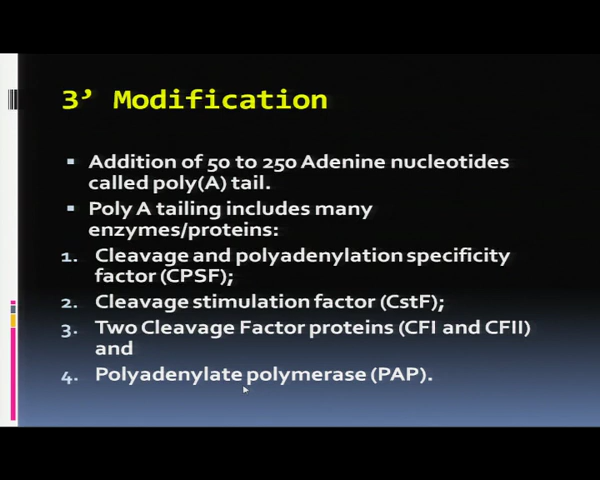 3’ Modification
▪ Addition of 50 to 250 Adenine nucleotides
called poly(A) tail.
▪ Poly A tailing includes many
enzymes/proteins:
1. Cleavage and polyadenylation specificity
factor (CPSF);
2. Cleavage stimulation factor (CstF);
3. Two Cleavage Factor proteins (CFI and CFII)
and
4. Polyadenylate polymerase (PAP).